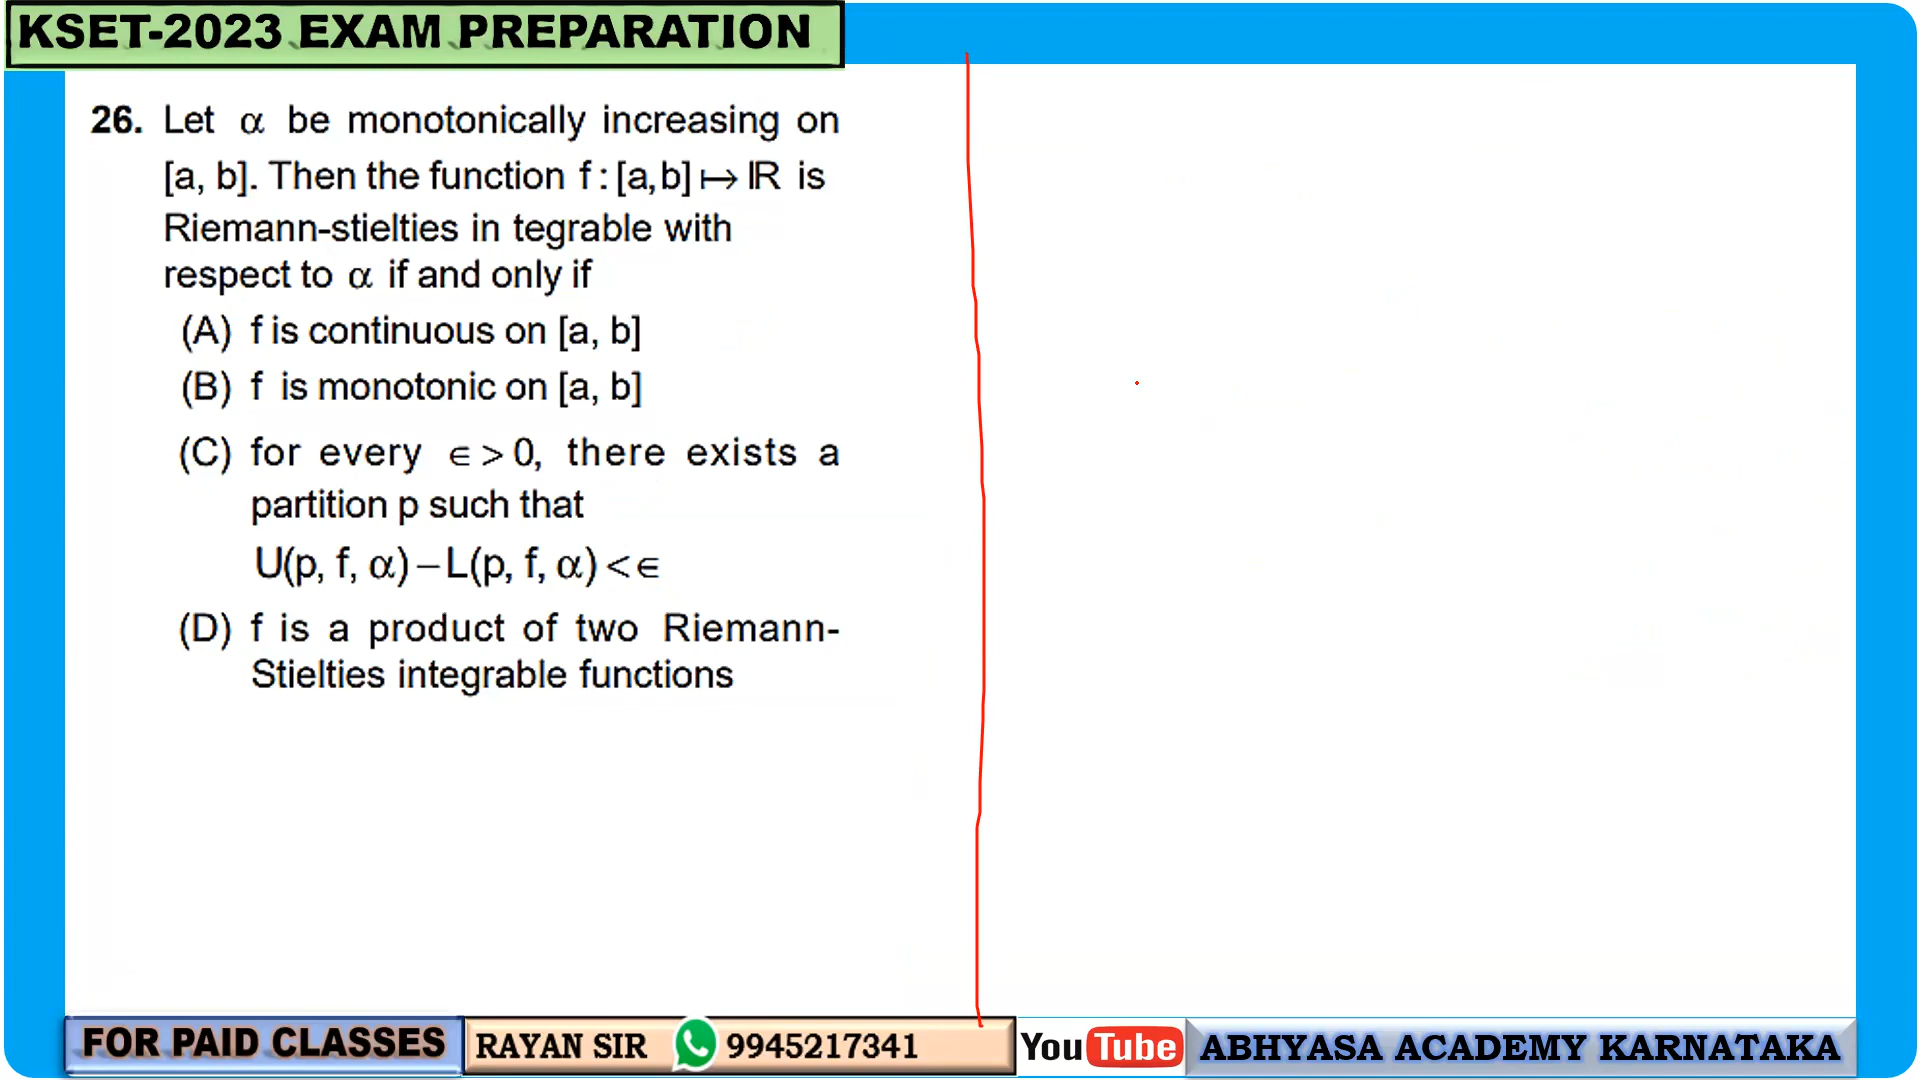 KSET-2023 EXAM PREPARATION
26. Let α be monotonically increasing on
[a, b]. Then the function f : [a,b] ↦ ℝ is
Riemann-stielties in tegrable with
respect to α if and only if
(A) f is continuous on [a, b]
(B) f is monotonic on [a, b]
(C) for every ∊ > 0, there exists a
partition p such that
U(p, f, α) – L(p, f, α) < ∊
(D) f is a product of two Riemann-
Stielties integrable functions
FOR PAID CLASSES RAYAN SIR 9945217341 YouTube ABHYASA ACADEMY KARNATAKA